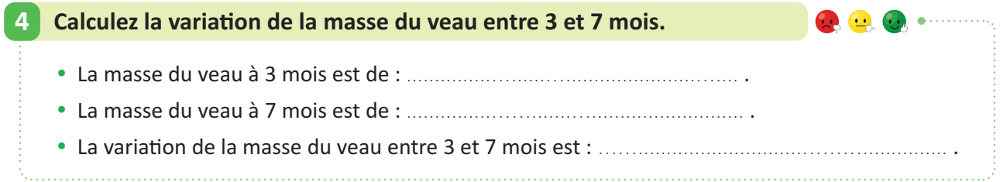 4 Calculez la variation de la masse du veau entre 3 et 7 mois.
• La masse du veau à 3 mois est de : ........................................................ .
• La masse du veau à 7 mois est de : ........................................................ .
• La variation de la masse du veau entre 3 et 7 mois est : ........................................................ .